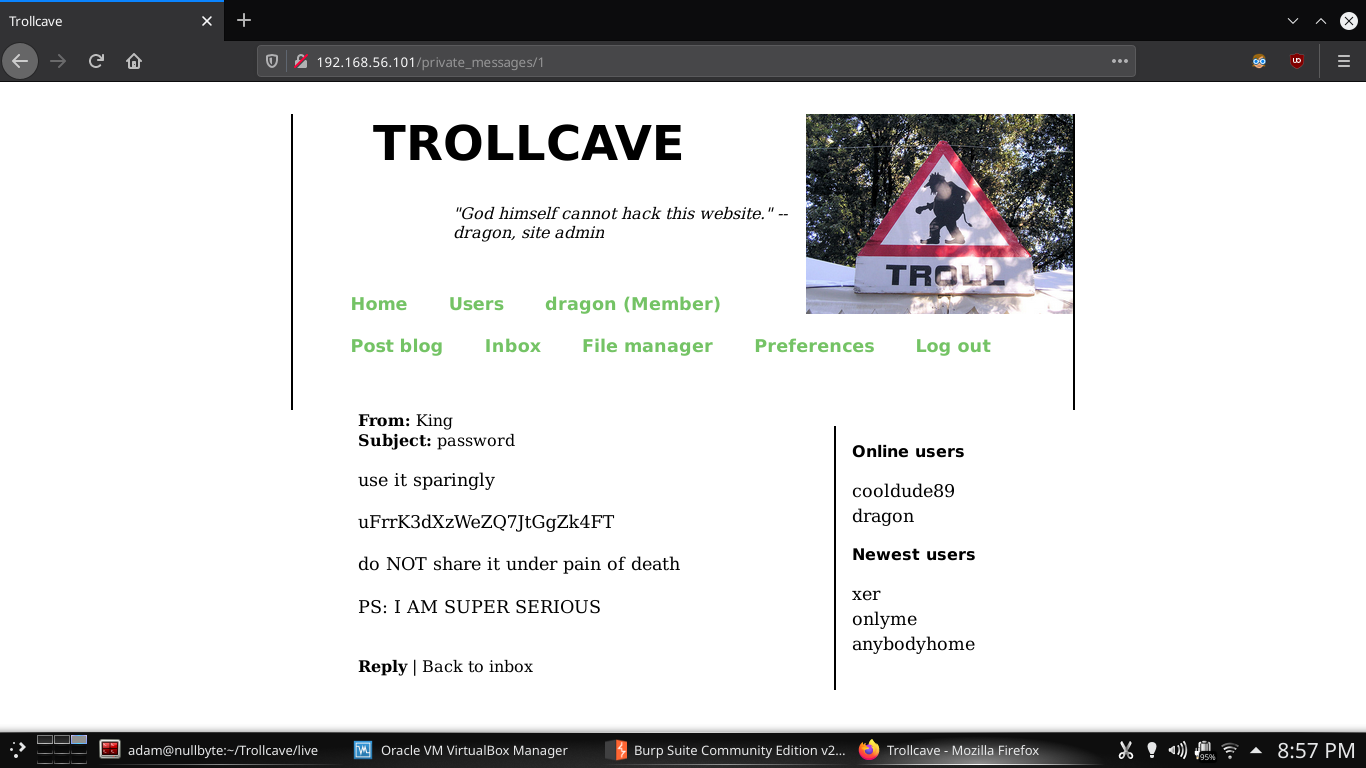 Trollcave
192.168.56.101/private_messages/1
TROLLCAVE
"God himself cannot hack this website." --
dragon, site admin
TROLL
Home Users dragon (Member)
Post blog Inbox File manager Preferences Log out
From: King
Subject: password
use it sparingly
uFrrK3dXzWeZQ7JtGgZk4FT
do NOT share it under pain of death
PS: I AM SUPER SERIOUS
Reply | Back to inbox
Online users
cooldude89
dragon
Newest users
xer
onlyme
anybodyhome
adam@nullbyte:~/Trollcave/live Oracle VM VirtualBox Manager Burp Suite Community Edition v2... Trollcave - Mozilla Firefox 95% 8:57 PM